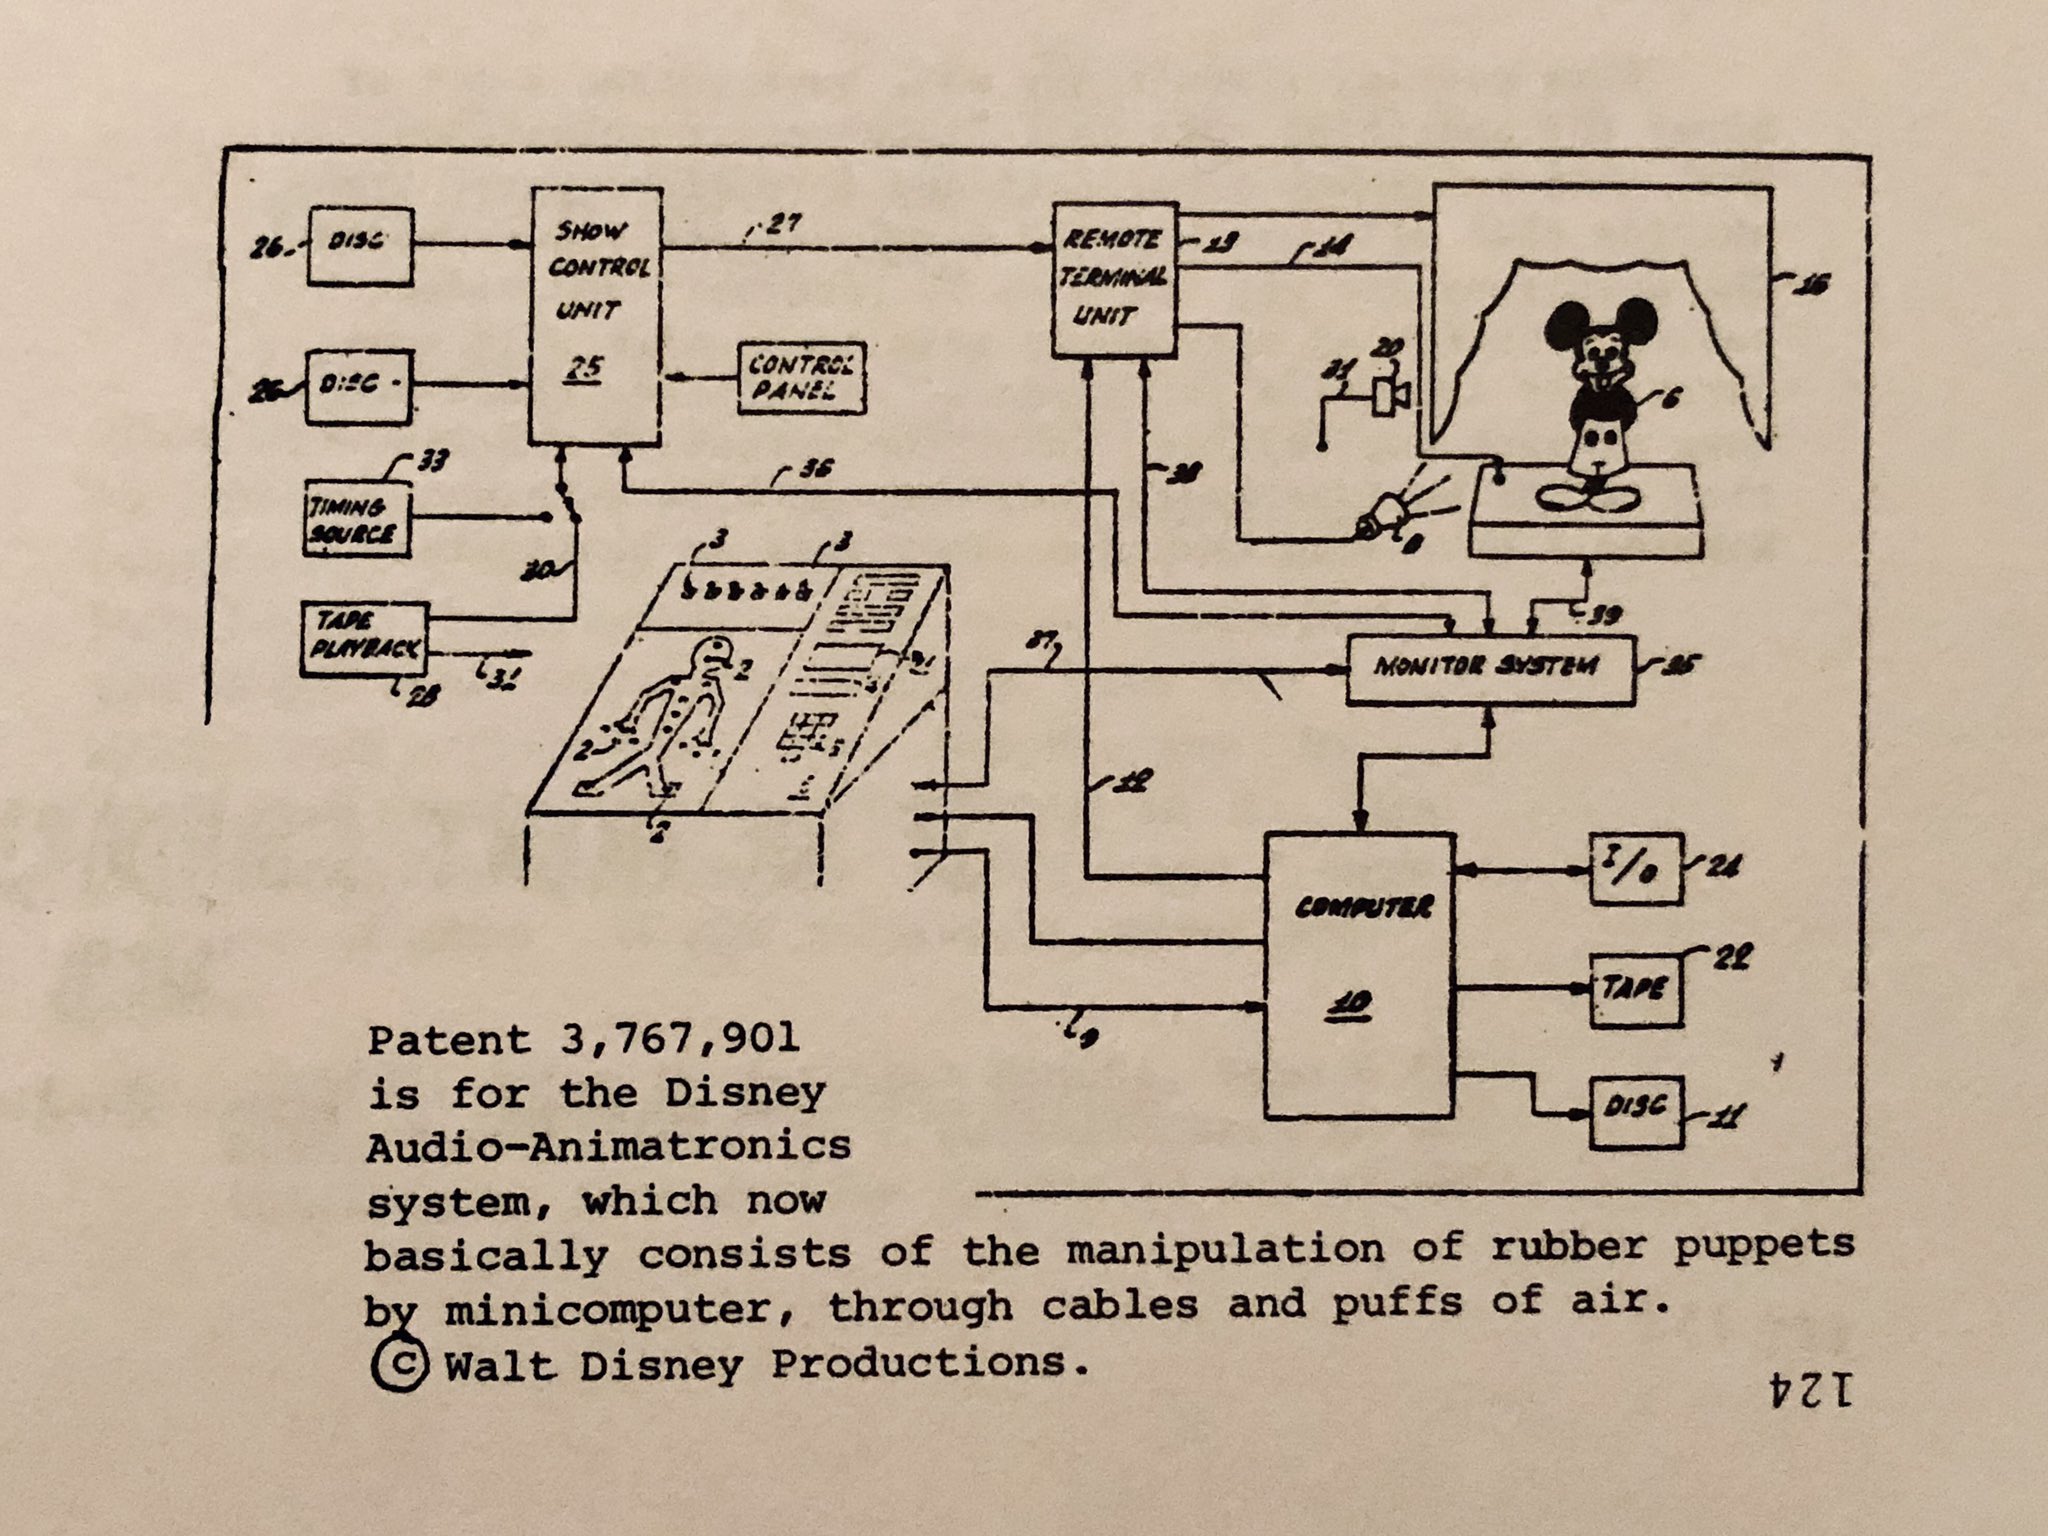 26
DISC
SHOW
CONTROL
UNIT
25
27
REMOTE
TERMINAL
UNIT
13
14
15
26
DISC
CONTROL
PANEL
21
20
6
33
TIMING
SOURCE
36
38
8
30
TAPE
PLAYBACK
28
31
3
3
2
2
2
37
39
MONITOR SYSTEM
35
12
COMPUTER
10
I/O
TAPE
22
DISC
11
9
Patent 3,767,901
is for the Disney
Audio-Animatronics
system, which now
basically consists of the manipulation of rubber puppets
by minicomputer, through cables and puffs of air.
© Walt Disney Productions.
124